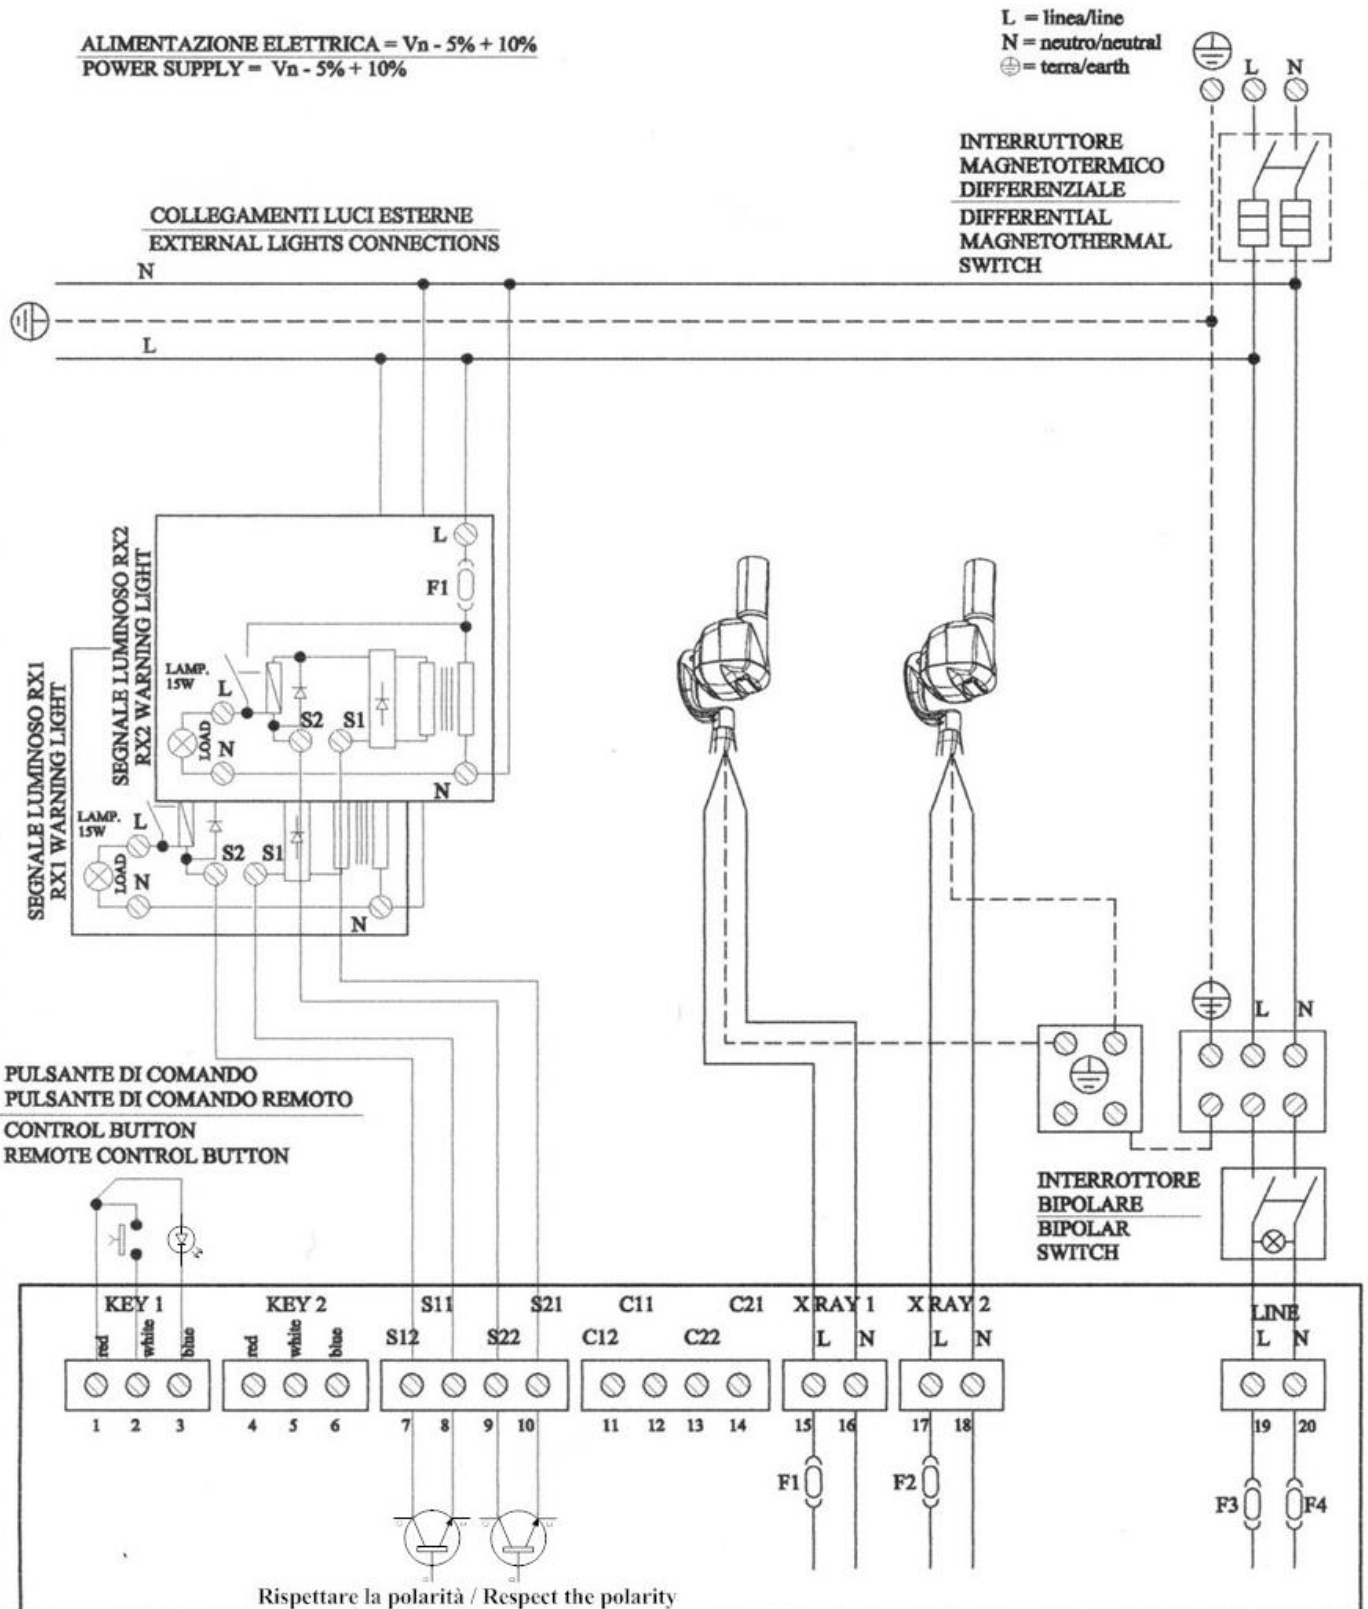 L = linea/line
N = neutro/neutral
= terra/earth
ALIMENTAZIONE ELETTRICA = Vn - 5% + 10%
POWER SUPPLY = Vn - 5% + 10%
L N
INTERRUTTORE
MAGNETOTERMICO
DIFFERENZIALE
DIFFERENTIAL
MAGNETOTHERMAL
SWITCH
COLLEGAMENTI LUCI ESTERNE
EXTERNAL LIGHTS CONNECTIONS
N
L
SEGNALE LUMINOSO RX2
RX2 WARNING LIGHT
L
F1
LAMP.
15W
L
LOAD
N
S2 S1
N
SEGNALE LUMINOSO RX1
RX1 WARNING LIGHT
LAMP.
15W
L
LOAD
N
S2 S1
N
L N
PULSANTE DI COMANDO
PULSANTE DI COMANDO REMOTO
CONTROL BUTTON
REMOTE CONTROL BUTTON
INTERROTTORE
BIPOLARE
BIPOLAR
SWITCH
KEY 1 KEY 2 S11 S21 C11 C21 X RAY 1 X RAY 2 LINE
red white blue red white blue S12 S22 C12 C22 L N L N L N
1 2 3 4 5 6 7 8 9 10 11 12 13 14 15 16 17 18 19 20
F1 F2 F3 F4
Rispettare la polarità / Respect the polarity